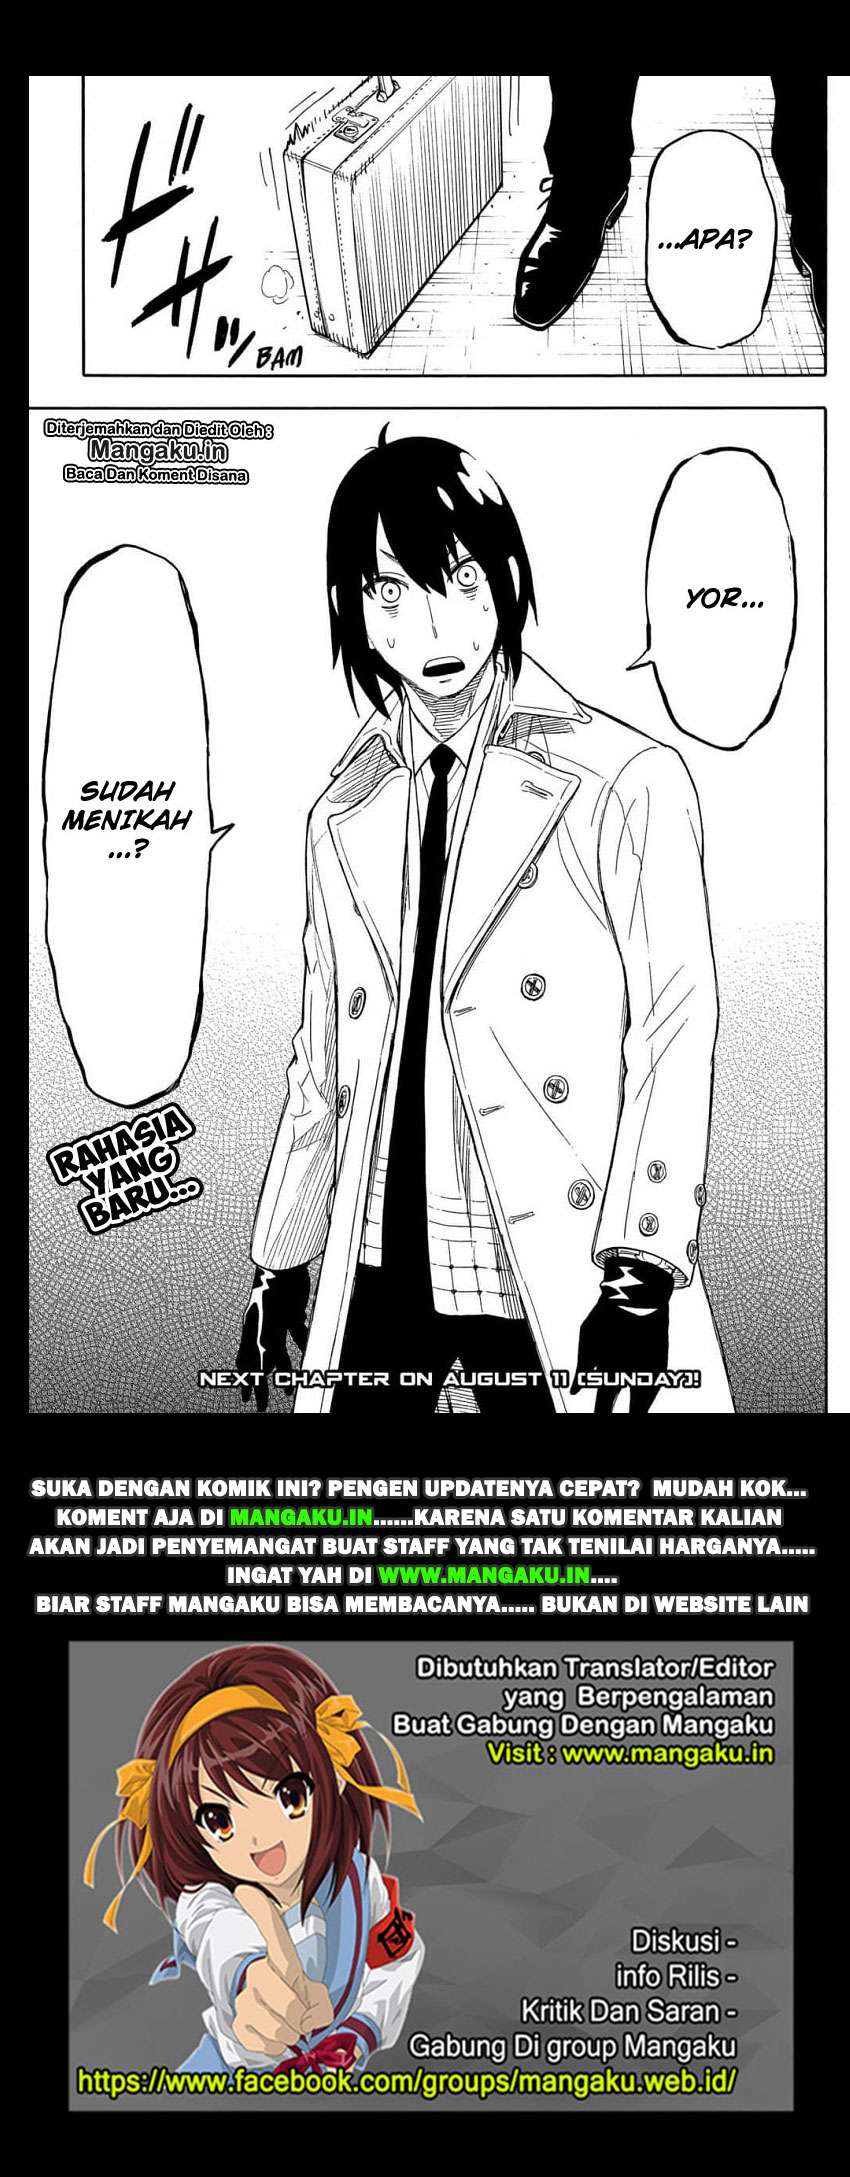 ...APA?
ドサッ
BAM
Diterjemahkan dan Diedit Oleh :
Mangaku.in
Baca Dan Koment Disana
YOR...
SUDAH
MENIKAH
...?
RAHASIA
YANG
BARU...
NEXT CHAPTER ON AUGUST 11 (SUNDAY)!
SUKA DENGAN KOMIK INI? PENGEN UPDATENYA CEPAT? MUDAH KOK...
KOMENT AJA DI MANGAKU.IN......KARENA SATU KOMENTAR KALIAN
AKAN JADI PENYEMANGAT BUAT STAFF YANG TAK TENILAI HARGANYA.....
INGAT YAH DI WWW.MANGAKU.IN....
BIAR STAFF MANGAKU BISA MEMBACANYA..... BUKAN DI WEBSITE LAIN
Dibutuhkan Translator/Editor
yang Berpengalaman
Buat Gabung Dengan Mangaku
Visit : www.mangaku.in
Diskusi -
info Rilis -
Kritik Dan Saran -
Gabung Di group Mangaku
https://www.facebook.com/groups/mangaku.web.id/